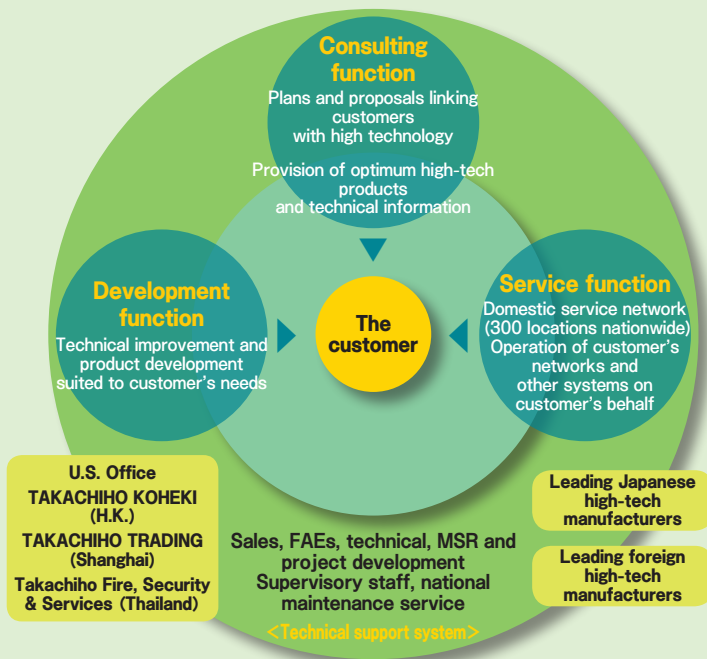 Consulting
function
Plans and proposals linking
customers
with high technology
Provision of optimum high-tech
products
and technical information
Development
function
Technical improvement and
product development
suited to customer's needs
The
customer
Service function
Domestic service network
(300 locations nationwide)
Operation of customer's
networks and
other systems on
customer's behalf
U.S. Office
TAKACHIHO KOHEKI
(H.K.)
TAKACHIHO TRADING
(Shanghai)
Takachiho Fire, Security
& Services (Thailand)
Sales, FAEs, technical, MSR and
project development
Supervisory staff, national
maintenance service
<Technical support system>
Leading Japanese
high-tech
manufacturers
Leading foreign
high-tech
manufacturers